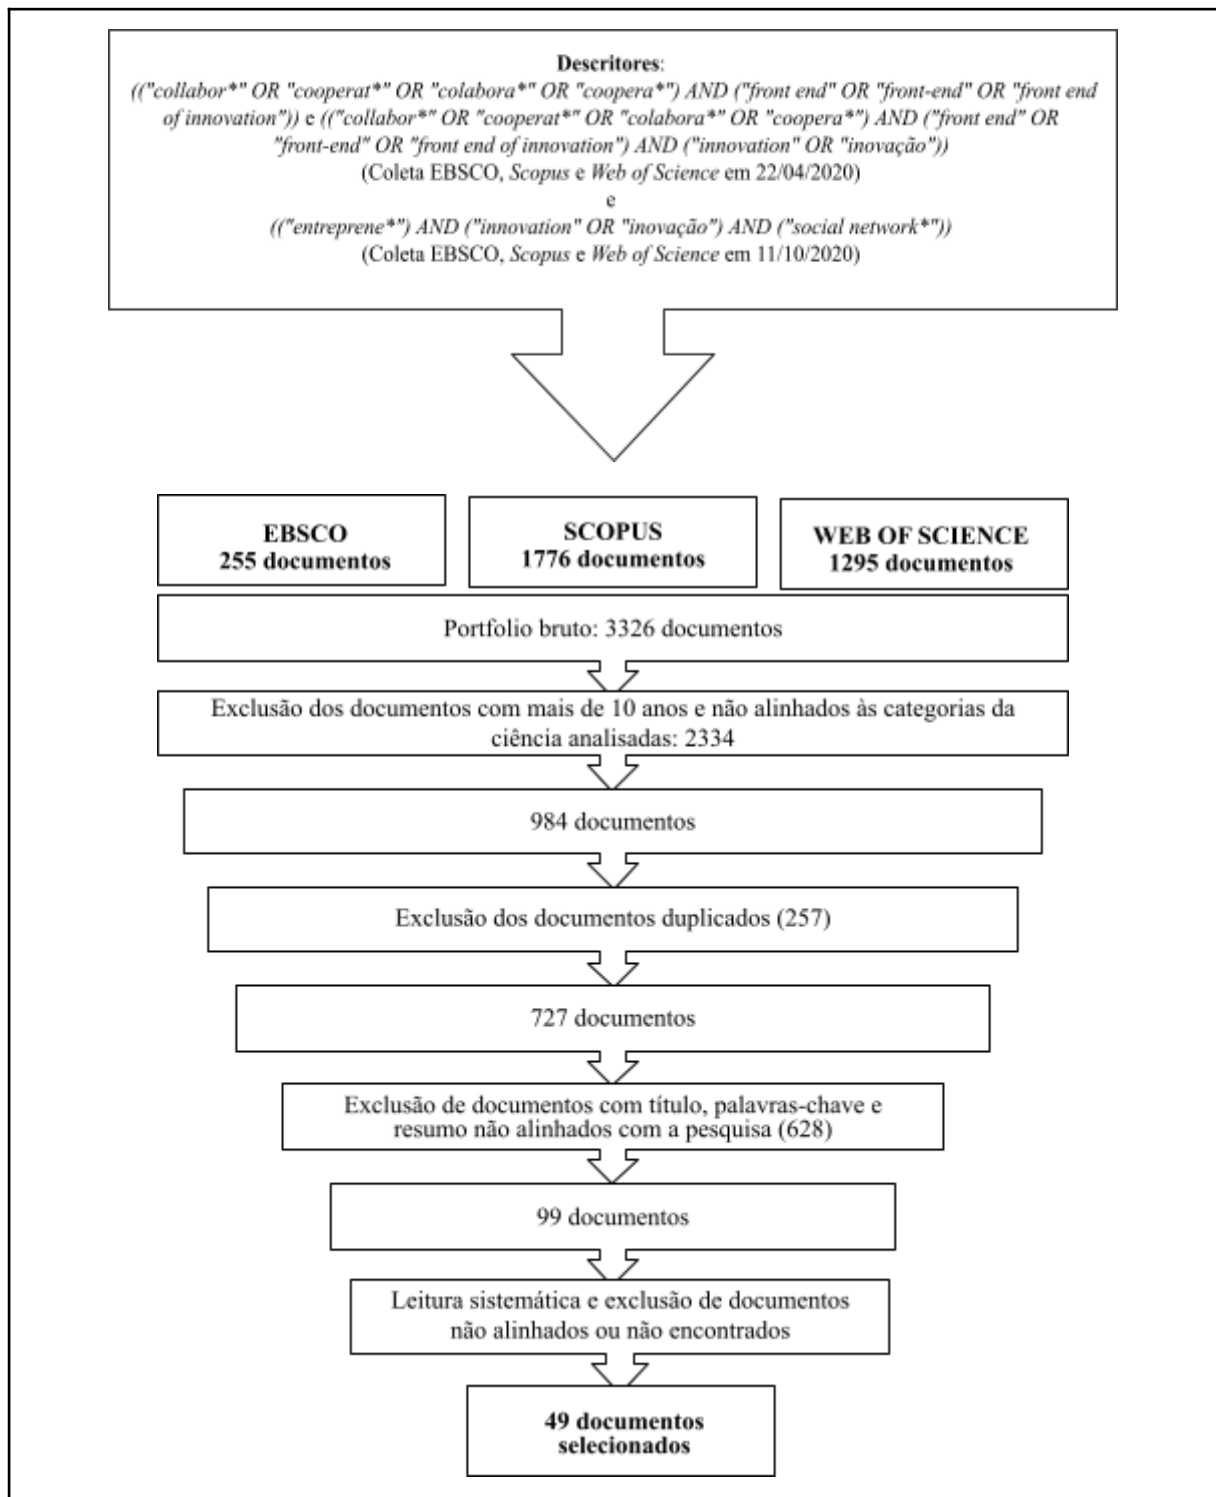 Descritores:
(("collabor*" OR "cooperat*" OR "colabora*" OR "coopera*") AND ("front end" OR "front-end" OR "front end
of innovation")) e (("collabor*" OR "cooperat*" OR "colabora*" OR "coopera*") AND ("front end" OR
"front-end" OR "front end of innovation") AND ("innovation" OR "inovação"))
(Coleta EBSCO, Scopus e Web of Science em 22/04/2020)
e
(("entreprene*") AND ("innovation" OR "inovação") AND ("social network*"))
(Coleta EBSCO, Scopus e Web of Science em 11/10/2020)
EBSCO
255 documentos
SCOPUS
1776 documentos
WEB OF SCIENCE
1295 documentos
Portfolio bruto: 3326 documentos
Exclusão dos documentos com mais de 10 anos e não alinhados às categorias da
ciência analisadas: 2334
984 documentos
Exclusão dos documentos duplicados (257)
727 documentos
Exclusão de documentos com título, palavras-chave e
resumo não alinhados com a pesquisa (628)
99 documentos
Leitura sistemática e exclusão de documentos
não alinhados ou não encontrados
49 documentos
selecionados